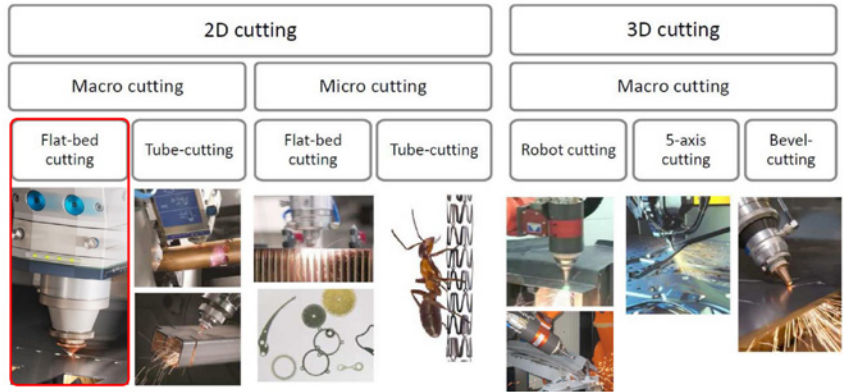 2D cutting
3D cutting
Macro cutting
Micro cutting
Macro cutting
Flat-bed
cutting
Tube-cutting
Flat-bed
cutting
Tube-cutting
Robot cutting
5-axis
cutting
Bevel-
cutting